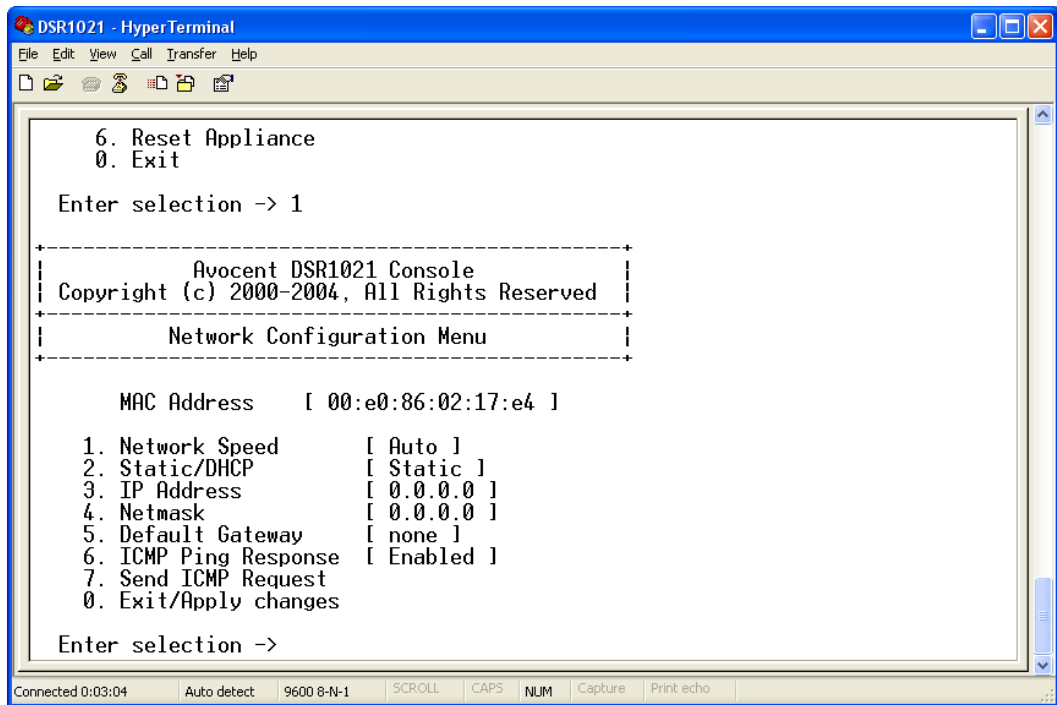 DSR1021 - HyperTerminal
File Edit View Call Transfer Help
6. Reset Appliance
0. Exit
Enter selection -> 1
+-----------------------------------------------+
| Avocent DSR1021 Console |
| Copyright (c) 2000-2004, All Rights Reserved |
+-----------------------------------------------+
| Network Configuration Menu |
+-----------------------------------------------+
MAC Address [ 00:e0:86:02:17:e4 ]
1. Network Speed [ Auto ]
2. Static/DHCP [ Static ]
3. IP Address [ 0.0.0.0 ]
4. Netmask [ 0.0.0.0 ]
5. Default Gateway [ none ]
6. ICMP Ping Response [ Enabled ]
7. Send ICMP Request
0. Exit/Apply changes
Enter selection ->
Connected 0:03:04 Auto detect 9600 8-N-1 SCROLL CAPS NUM Capture Print echo